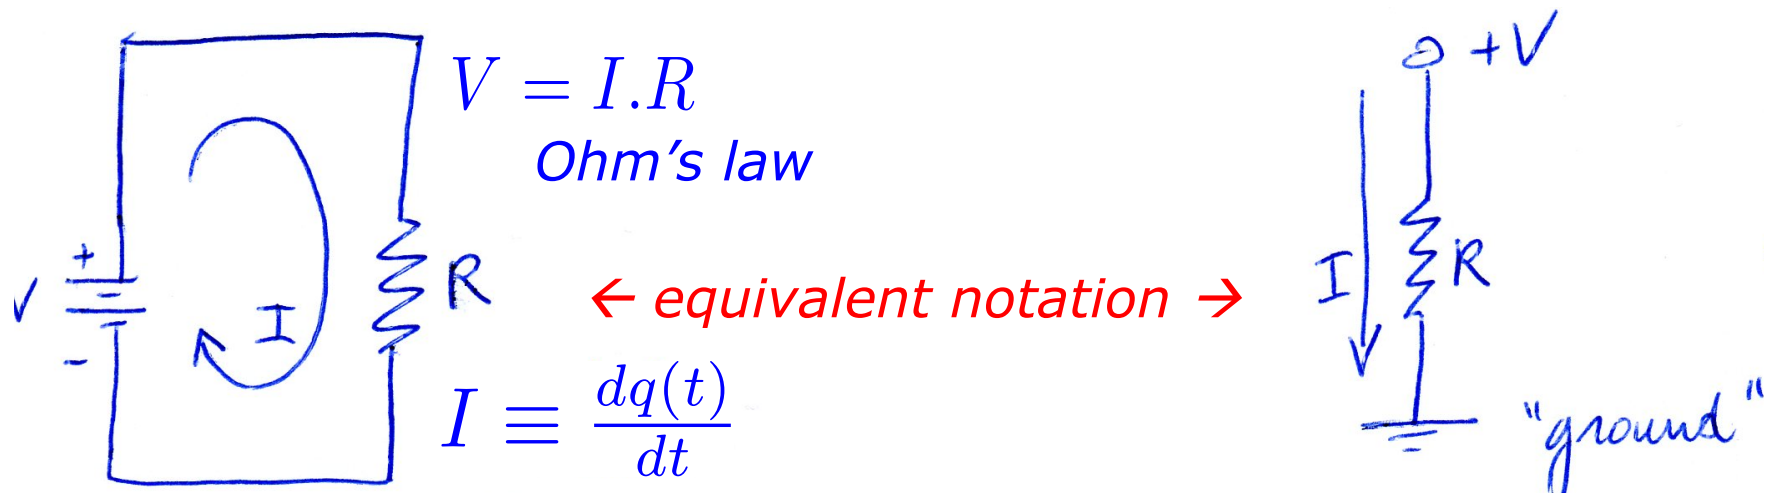 V = I.R
Ohm's law
+
V
-
I
R
← equivalent notation →
I ≡ dq(t)/dt
+V
I
R
"ground"